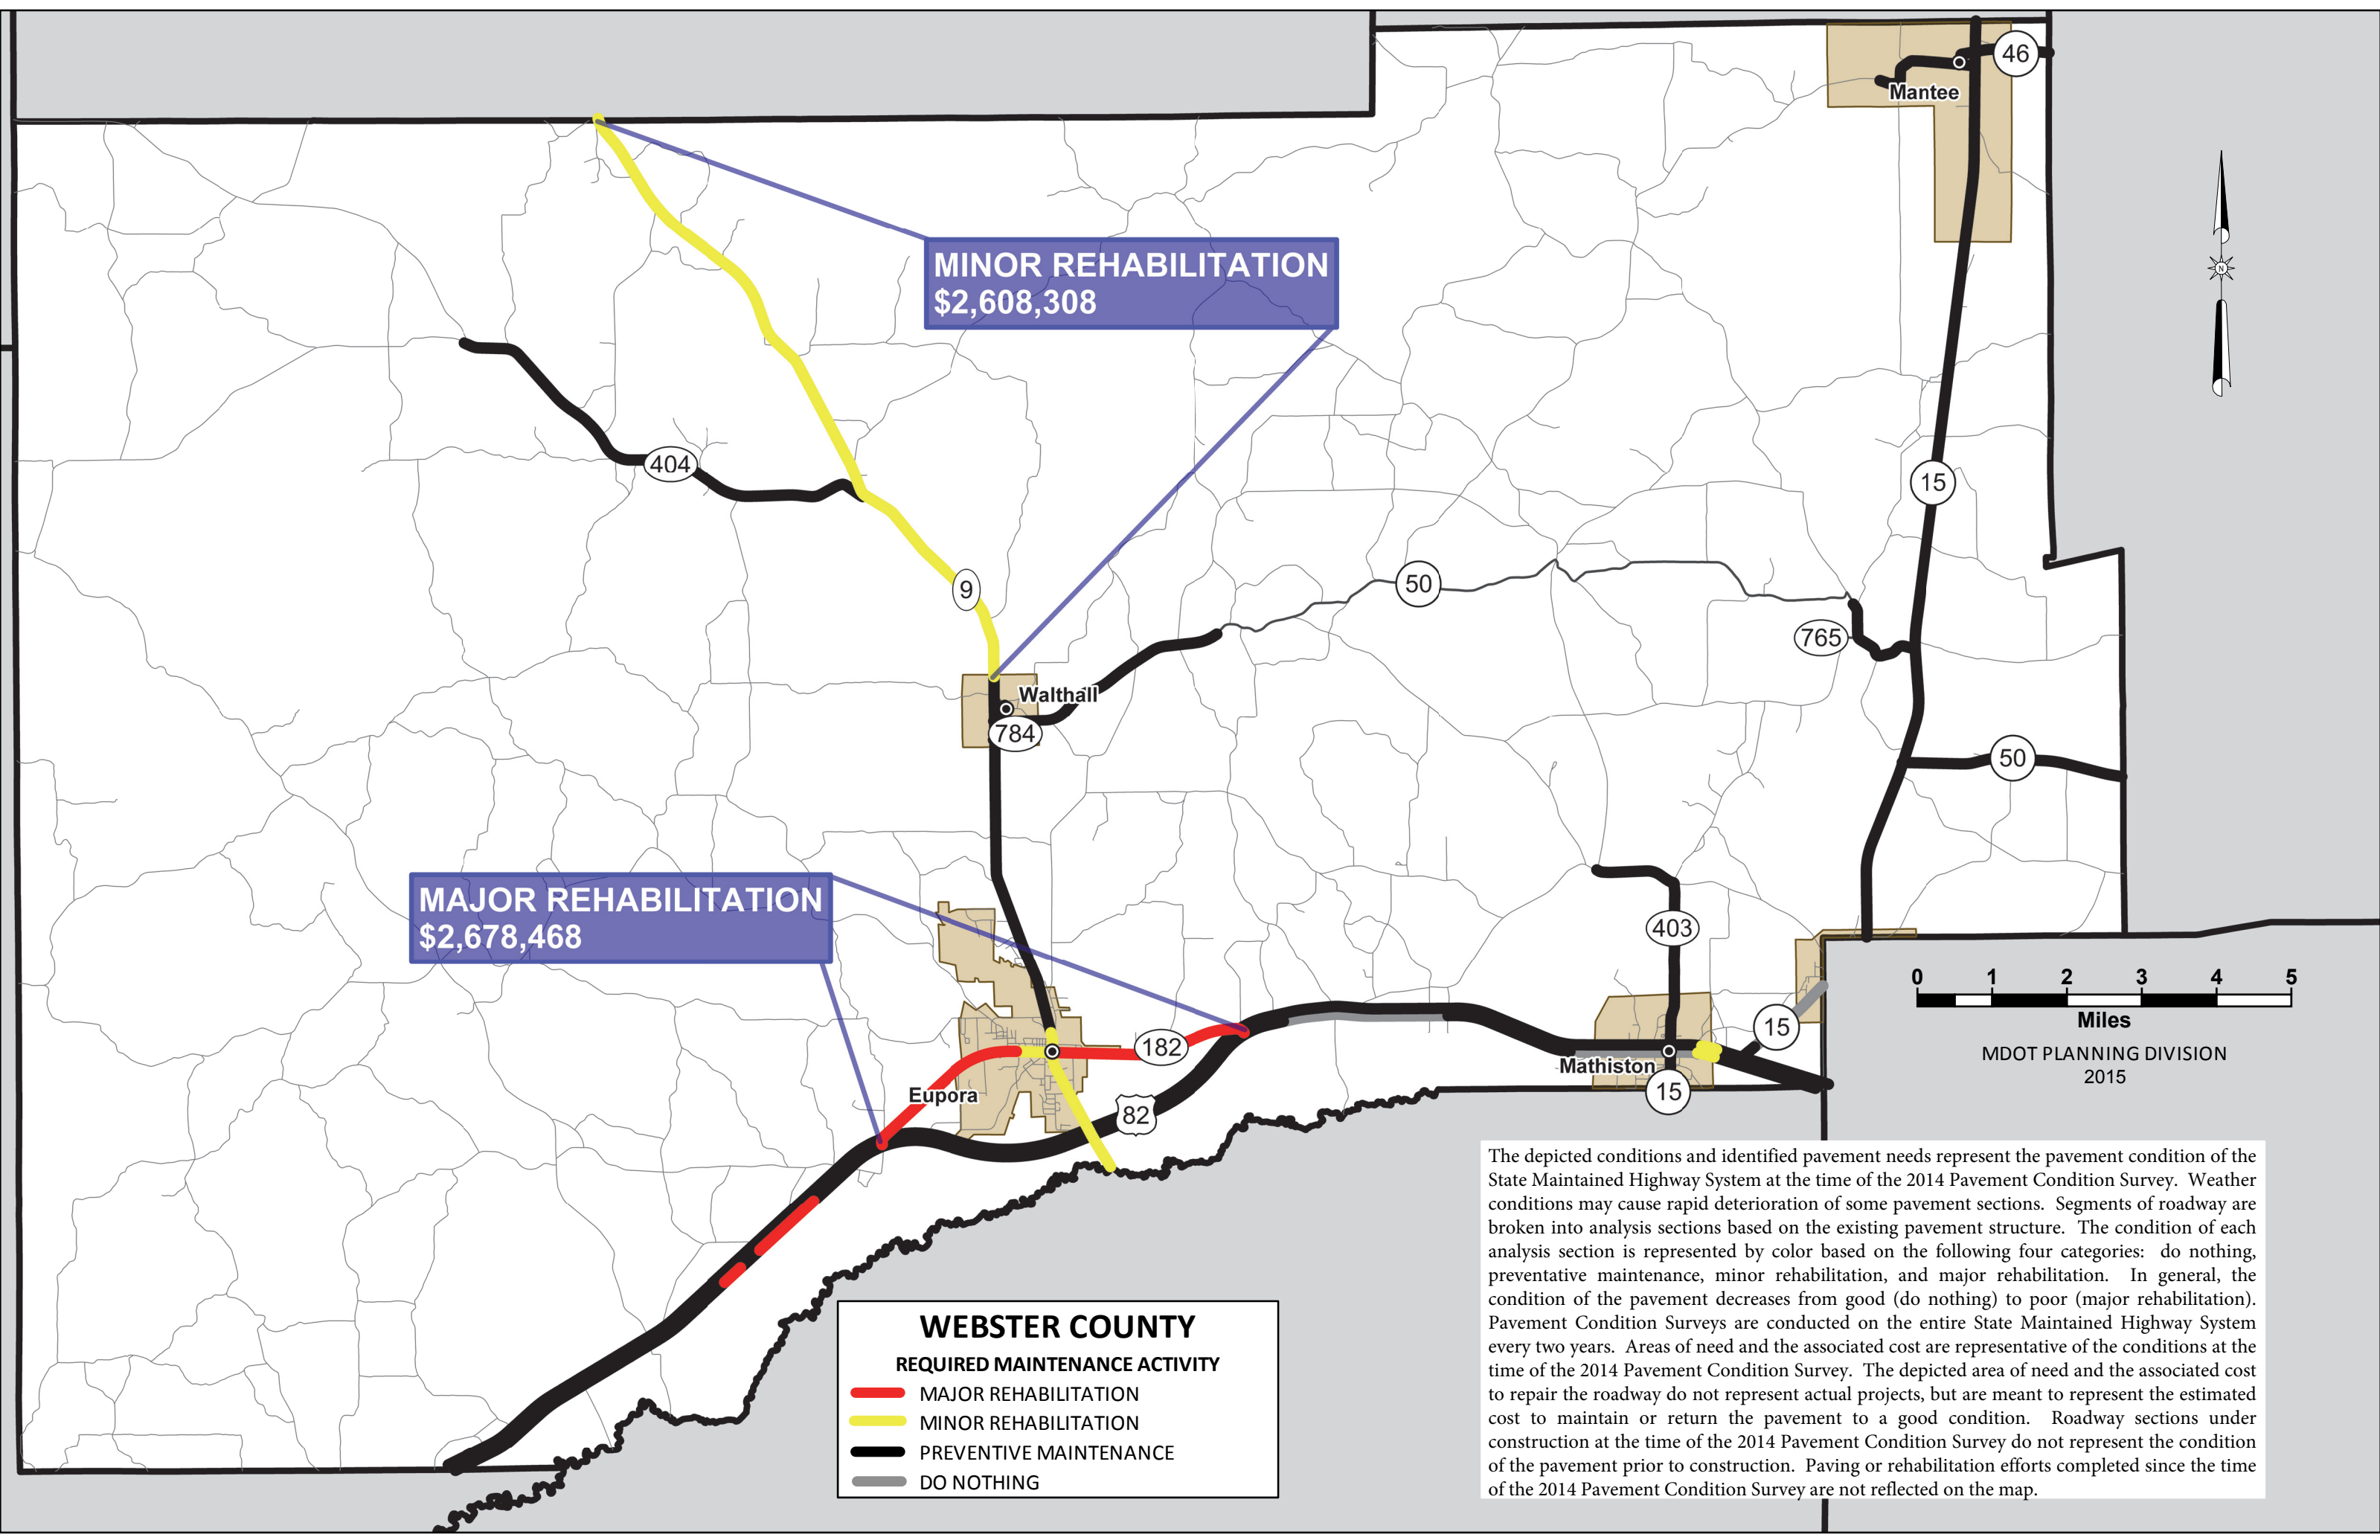 46
Mantee
N
MINOR REHABILITATION
$2,608,308
404
15
9
50
765
Walthall
784
50
MAJOR REHABILITATION
$2,678,468
403
0 1 2 3 4 5
Miles
MDOT PLANNING DIVISION
2015
15
182
Mathiston
15
Eupora
82
The depicted conditions and identified pavement needs represent the pavement condition of the
State Maintained Highway System at the time of the 2014 Pavement Condition Survey. Weather
conditions may cause rapid deterioration of some pavement sections. Segments of roadway are
broken into analysis sections based on the existing pavement structure. The condition of each
analysis section is represented by color based on the following four categories: do nothing,
preventative maintenance, minor rehabilitation, and major rehabilitation. In general, the
condition of the pavement decreases from good (do nothing) to poor (major rehabilitation).
Pavement Condition Surveys are conducted on the entire State Maintained Highway System
every two years. Areas of need and the associated cost are representative of the conditions at the
time of the 2014 Pavement Condition Survey. The depicted area of need and the associated cost
to repair the roadway do not represent actual projects, but are meant to represent the estimated
cost to maintain or return the pavement to a good condition. Roadway sections under
construction at the time of the 2014 Pavement Condition Survey do not represent the condition
of the pavement prior to construction. Paving or rehabilitation efforts completed since the time
of the 2014 Pavement Condition Survey are not reflected on the map.
WEBSTER COUNTY
REQUIRED MAINTENANCE ACTIVITY
MAJOR REHABILITATION
MINOR REHABILITATION
PREVENTIVE MAINTENANCE
DO NOTHING